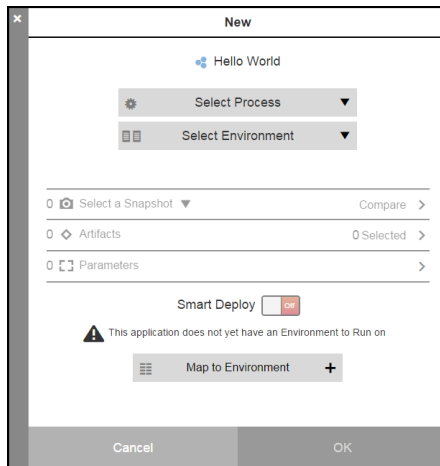 New
Hello World
Select Process
Select Environment
0 Select a Snapshot Compare
0 Artifacts 0 Selected
0 Parameters
Smart Deploy Off
This application does not yet have an Environment to Run on
Map to Environment +
Cancel OK